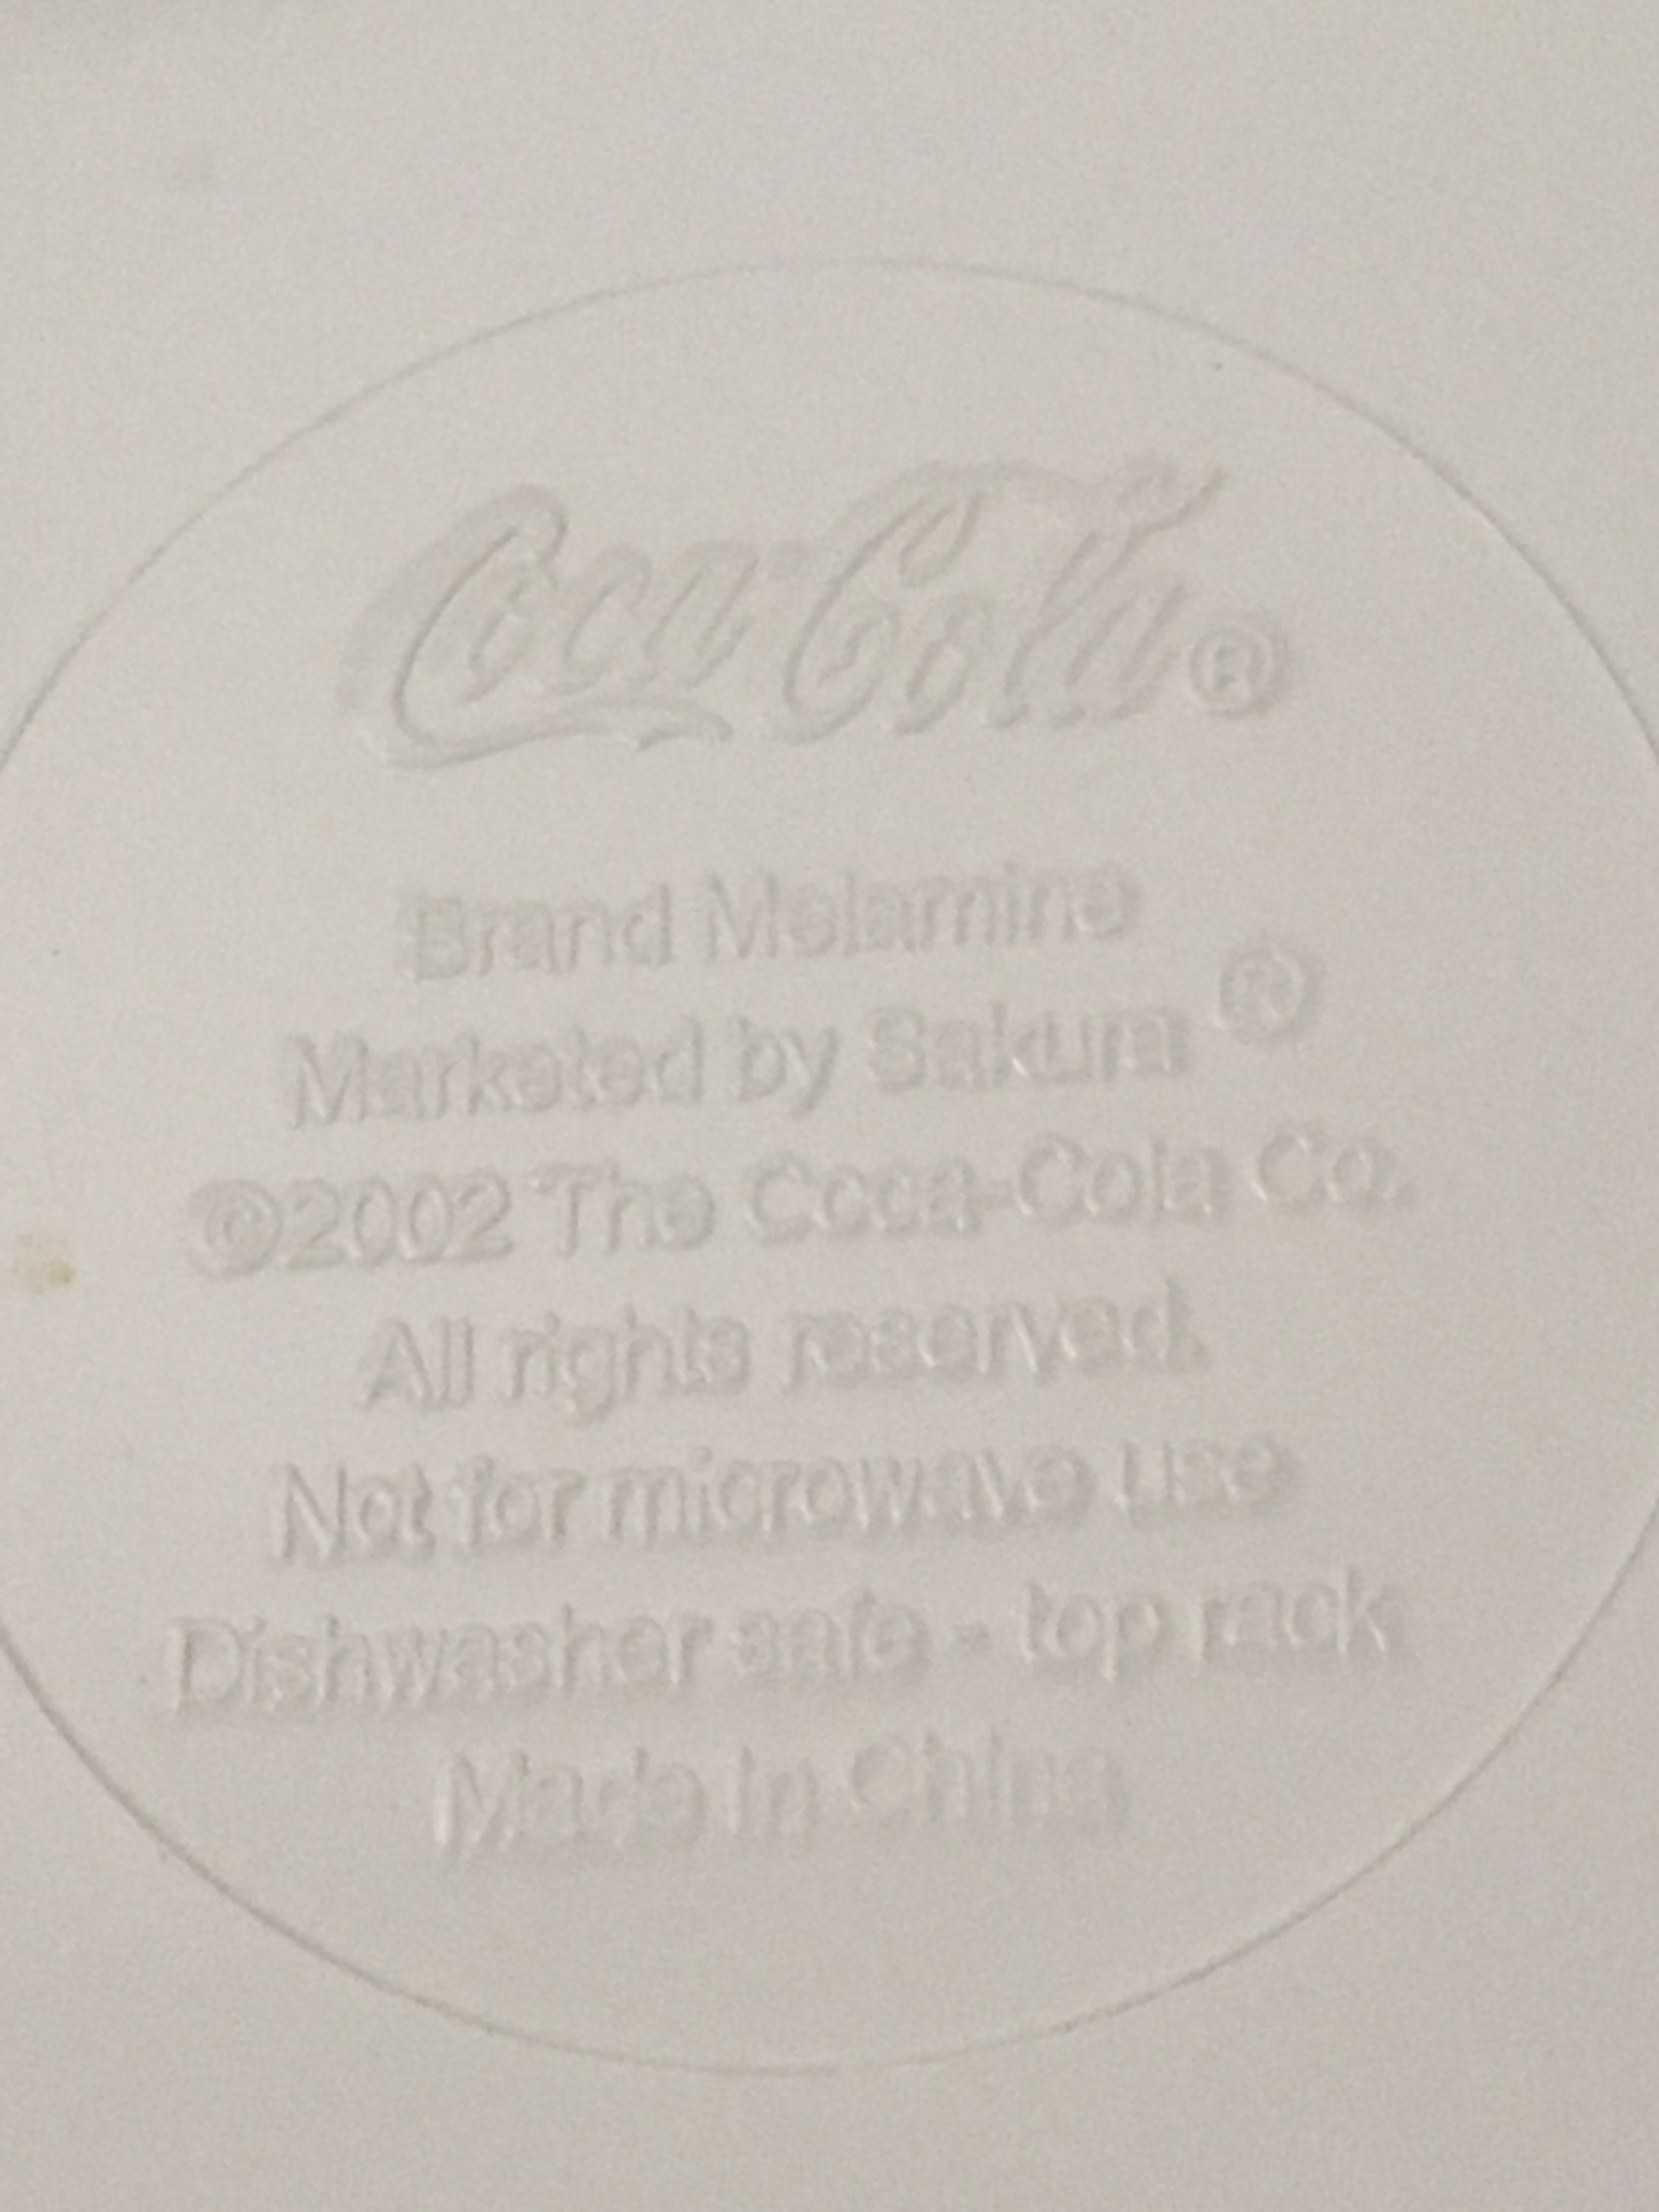 Coca-Cola®
Brand Melamine
Marketed by Sakura®
©2002 The Coca-Cola Co.
All rights reserved.
Not for microwave use
Dishwasher safe - top rack
Made in China